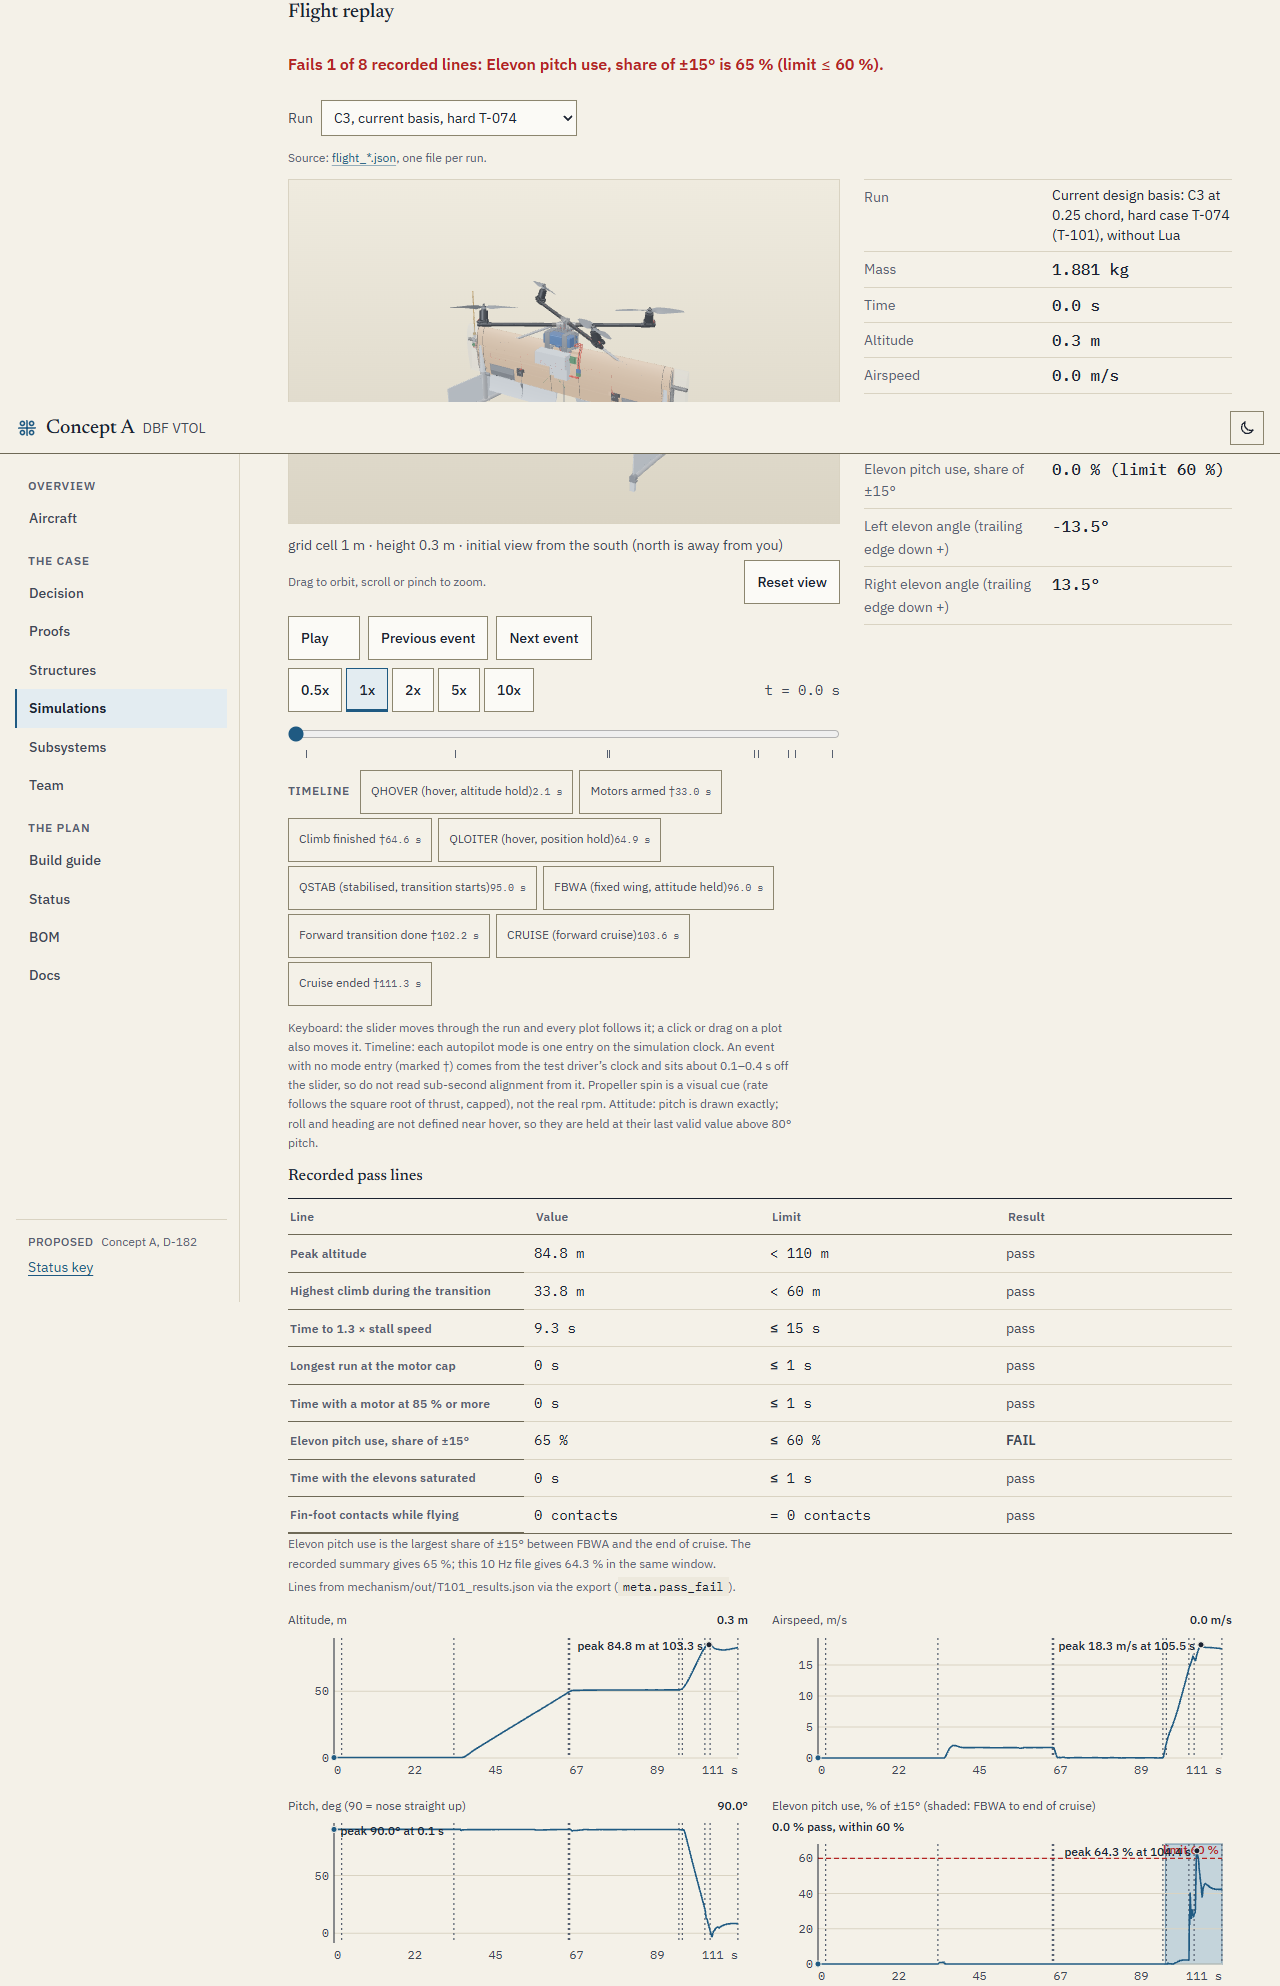 Flight replay
Fails 1 of 8 recorded lines: Elevon pitch use, share of ±15° is 65 % (limit ≤ 60 %).
Run C3, current basis, hard T-074
Source: flight_*.json, one file per run.
Run Current design basis: C3 at
0.25 chord, hard case T-074
(T-101), without Lua
Mass 1.881 kg
Time 0.0 s
Altitude 0.3 m
Airspeed 0.0 m/s
Concept A DBF VTOL
OVERVIEW
Aircraft
THE CASE
Decision
Proofs
Structures
Simulations
Subsystems
Team
THE PLAN
Build guide
Status
BOM
Docs
PROPOSED Concept A, D-182
Status key
Elevon pitch use, share of 0.0 % (limit 60 %)
±15°
Left elevon angle (trailing -13.5°
edge down +)
Right elevon angle (trailing 13.5°
edge down +)
grid cell 1 m · height 0.3 m · initial view from the south (north is away from you)
Drag to orbit, scroll or pinch to zoom. Reset view
Play Previous event Next event
0.5x 1x 2x 5x 10x t = 0.0 s
TIMELINE QHOVER (hover, altitude hold)2.1 s Motors armed †33.0 s
Climb finished †64.6 s QLOITER (hover, position hold)64.9 s
QSTAB (stabilised, transition starts)95.0 s FBWA (fixed wing, attitude held)96.0 s
Forward transition done †102.2 s CRUISE (forward cruise)103.6 s
Cruise ended †111.3 s
Keyboard: the slider moves through the run and every plot follows it; a click or drag on a plot
also moves it. Timeline: each autopilot mode is one entry on the simulation clock. An event
with no mode entry (marked †) comes from the test driver’s clock and sits about 0.1–0.4 s off
the slider, so do not read sub-second alignment from it. Propeller spin is a visual cue (rate
follows the square root of thrust, capped), not the real rpm. Attitude: pitch is drawn exactly;
roll and heading are not defined near hover, so they are held at their last valid value above 80°
pitch.
Recorded pass lines
Line Value Limit Result
Peak altitude 84.8 m < 110 m pass
Highest climb during the transition 33.8 m < 60 m pass
Time to 1.3 × stall speed 9.3 s ≤ 15 s pass
Longest run at the motor cap 0 s ≤ 1 s pass
Time with a motor at 85 % or more 0 s ≤ 1 s pass
Elevon pitch use, share of ±15° 65 % ≤ 60 % FAIL
Time with the elevons saturated 0 s ≤ 1 s pass
Fin-foot contacts while flying 0 contacts = 0 contacts pass
Elevon pitch use is the largest share of ±15° between FBWA and the end of cruise. The
recorded summary gives 65 %; this 10 Hz file gives 64.3 % in the same window.
Lines from mechanism/out/T101_results.json via the export ( meta.pass_fail ).
Altitude, m 0.3 m
peak 84.8 m at 103.3 s
50
0
0 22 45 67 89 111 s
Airspeed, m/s 0.0 m/s
peak 18.3 m/s at 105.5 s
15
10
5
0
0 22 45 67 89 111 s
Pitch, deg (90 = nose straight up) 90.0°
peak 90.0° at 0.1 s
50
0
0 22 45 67 89 111 s
Elevon pitch use, % of ±15° (shaded: FBWA to end of cruise)
0.0 % pass, within 60 %
peak 64.3 % at 104.4 s
60
40
20
0
0 22 45 67 89 111 s